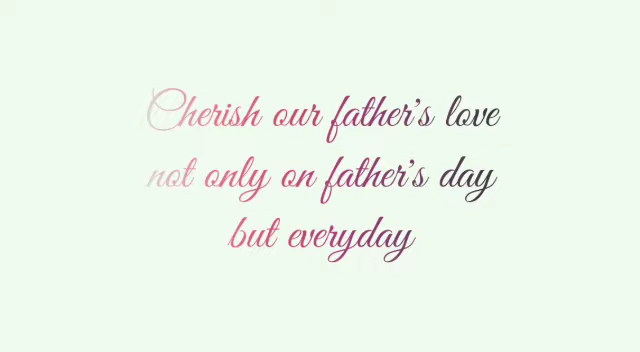 Cherish our father's love
not only on father's day
but everyday